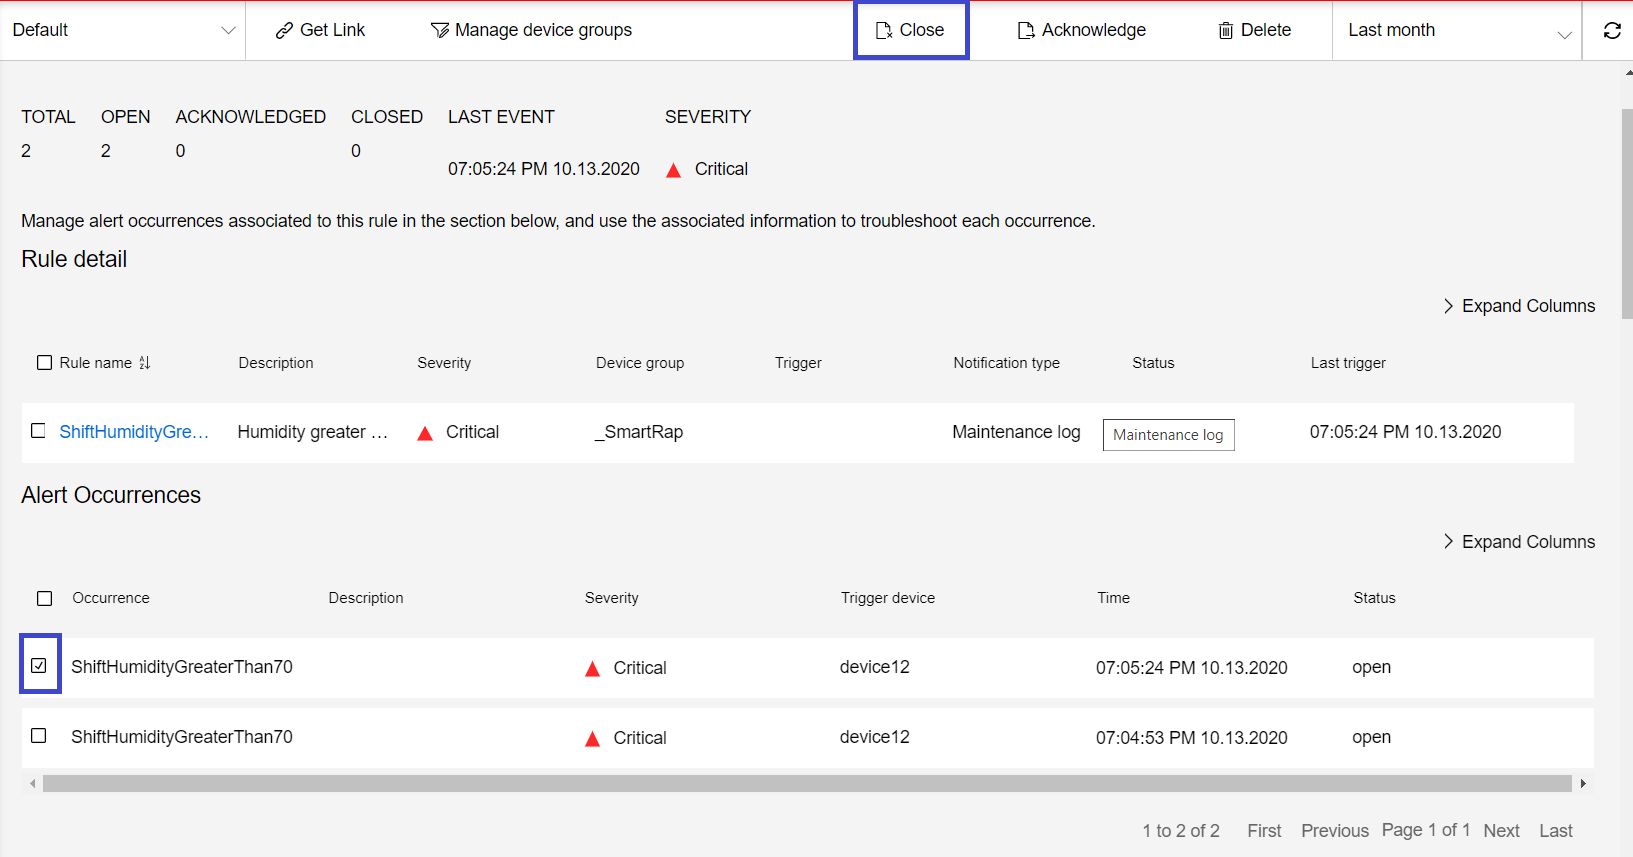 Default Get Link Manage device groups Close Acknowledge Delete Last month
TOTAL OPEN ACKNOWLEDGED CLOSED LAST EVENT SEVERITY
2 2 0 0
07:05:24 PM 10.13.2020 Critical
Manage alert occurrences associated to this rule in the section below, and use the associated information to troubleshoot each occurrence.
Rule detail
Expand Columns
Rule name Description Severity Device group Trigger Notification type Status Last trigger
ShiftHumidityGre... Humidity greater ... Critical _SmartRap Maintenance log Maintenance log 07:05:24 PM 10.13.2020
Alert Occurrences
Expand Columns
Occurrence Description Severity Trigger device Time Status
ShiftHumidityGreaterThan70 Critical device12 07:05:24 PM 10.13.2020 open
ShiftHumidityGreaterThan70 Critical device12 07:04:53 PM 10.13.2020 open
1 to 2 of 2 First Previous Page 1 of 1 Next Last